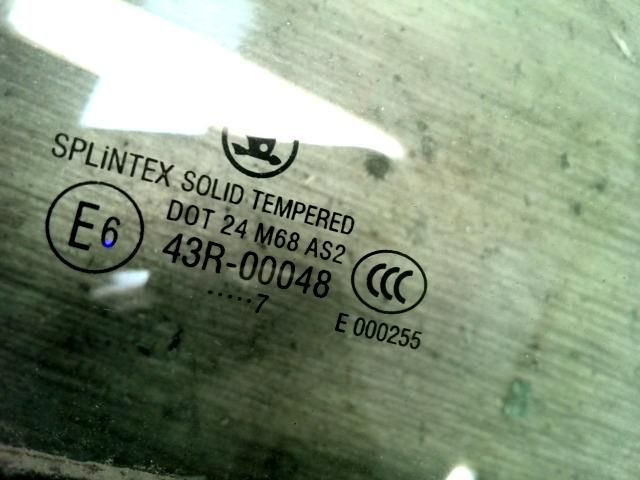 SPLiNTEX SOLID TEMPERED
DOT 24 M68 AS2
E6
43R-00048
CCC
.....7
E 000255